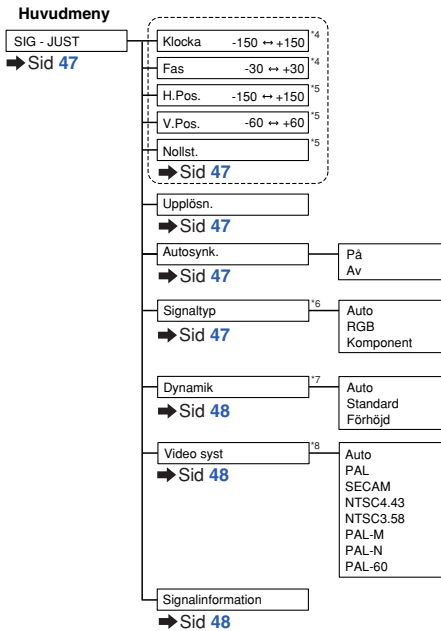 Huvudmeny
SIG - JUST
➡ Sid 47
Klocka -150 ↔ +150 *4
Fas -30 ↔ +30 *4
H.Pos. -150 ↔ +150 *5
V.Pos. -60 ↔ +60 *5
Nollst. *5
➡ Sid 47
Upplösn.
➡ Sid 47
Autosynk.
➡ Sid 47
På
Av
Signaltyp *6
➡ Sid 47
Auto
RGB
Komponent
Dynamik *7
➡ Sid 48
Auto
Standard
Förhöjd
Video syst *8
➡ Sid 48
Auto
PAL
SECAM
NTSC4.43
NTSC3.58
PAL-M
PAL-N
PAL-60
Signalinformation
➡ Sid 48